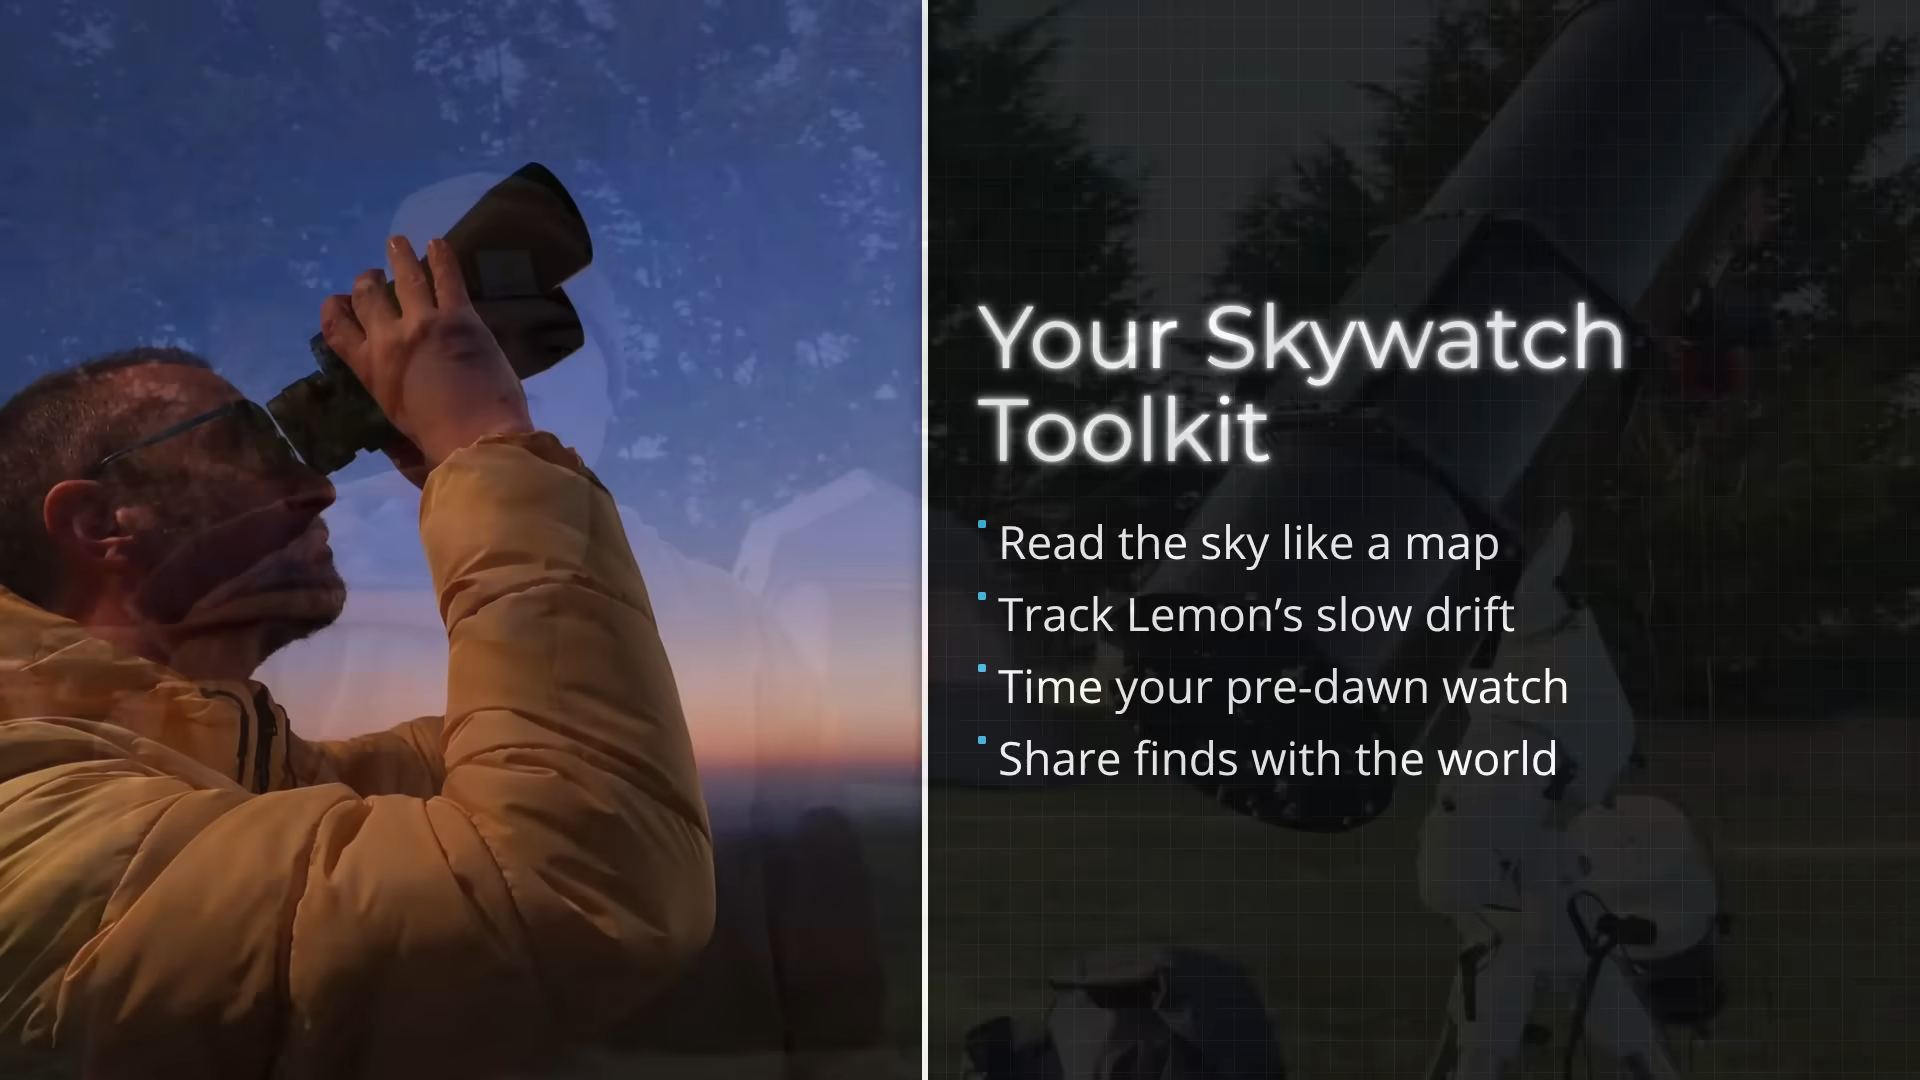 Your Skywatch
Toolkit
Read the sky like a map
Track Lemon’s slow drift
Time your pre-dawn watch
Share finds with the world